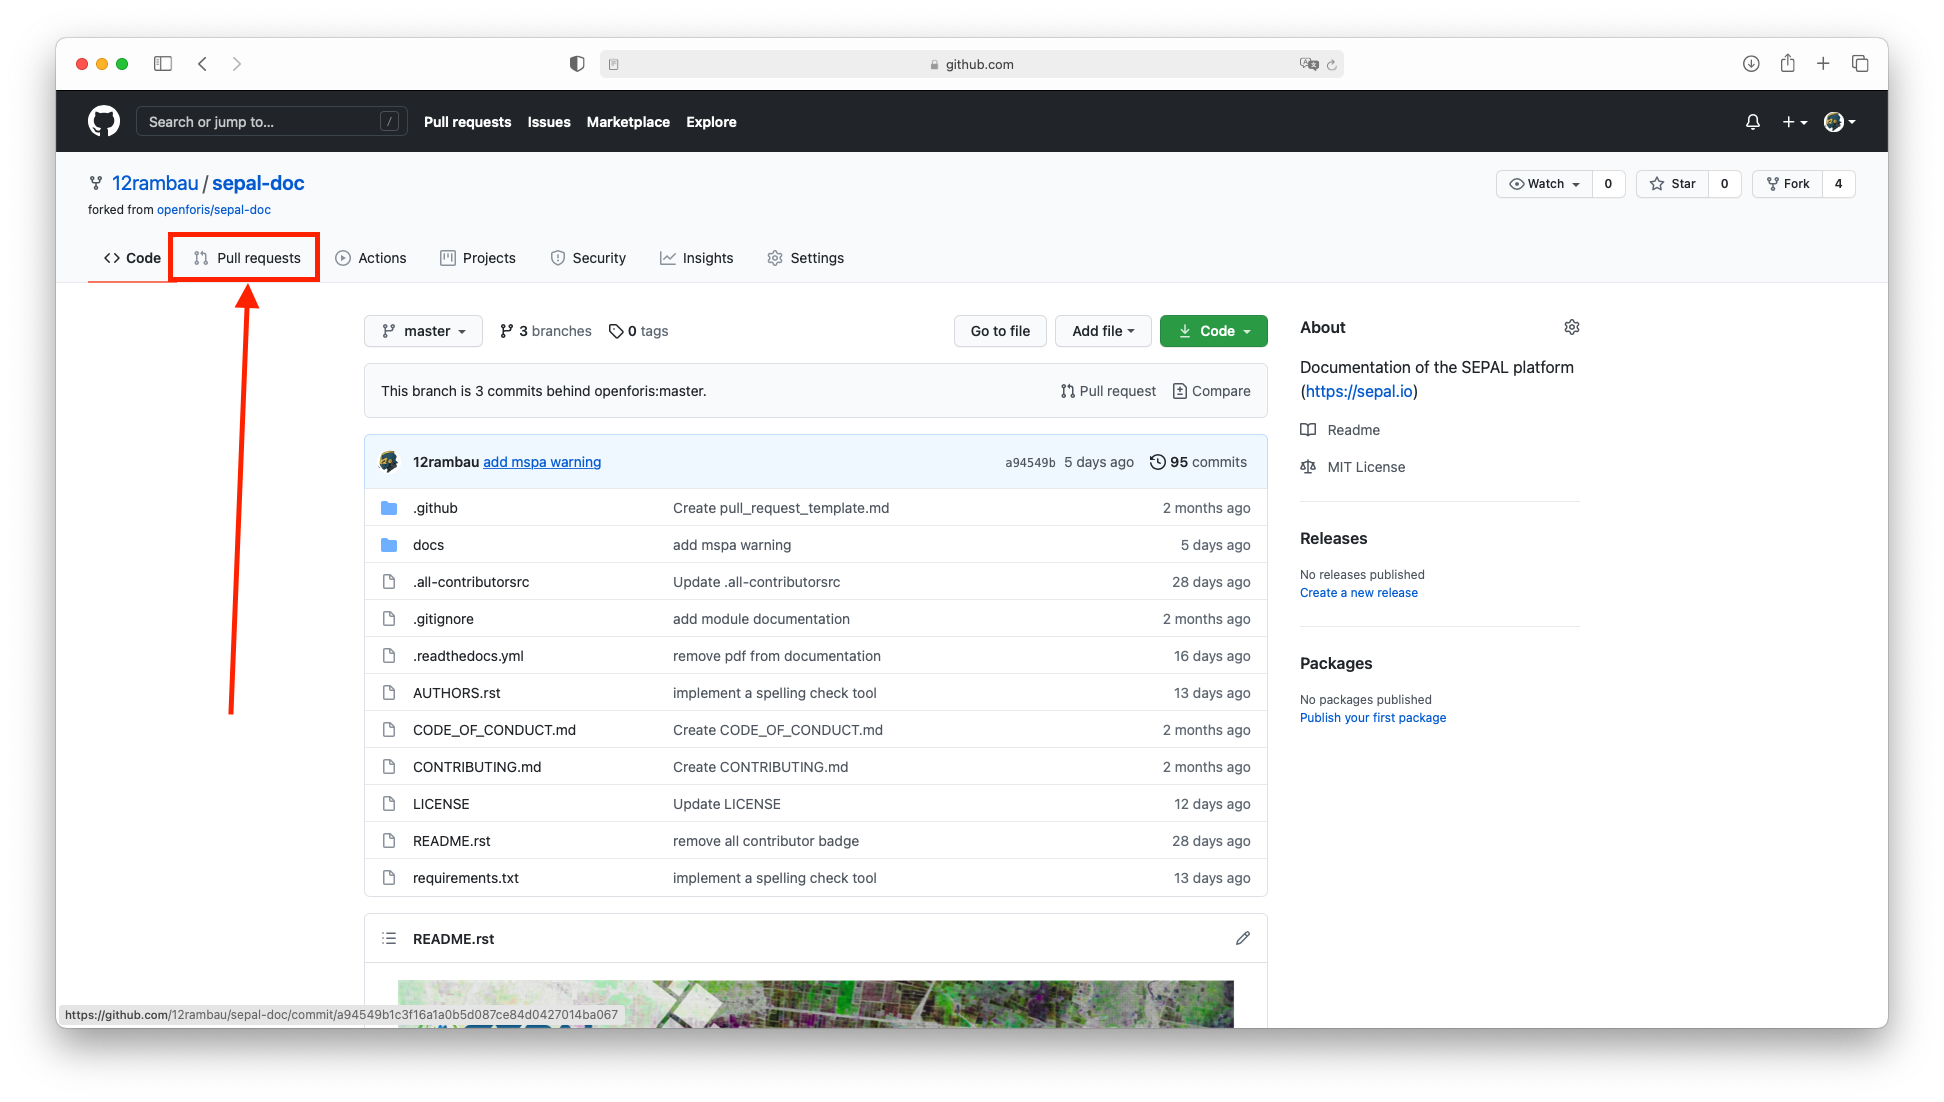 github.com
Search or jump to... /
Pull requests Issues Marketplace Explore
12rambau / sepal-doc
Watch 0 Star 0 Fork 4
forked from openforis/sepal-doc
Code Pull requests Actions Projects Security Insights Settings
master 3 branches 0 tags Go to file Add file Code
This branch is 3 commits behind openforis:master. Pull request Compare
12rambau add mspa warning a94549b 5 days ago 95 commits
.github Create pull_request_template.md 2 months ago
docs add mspa warning 5 days ago
.all-contributorsrc Update .all-contributorsrc 28 days ago
.gitignore add module documentation 2 months ago
.readthedocs.yml remove pdf from documentation 16 days ago
AUTHORS.rst implement a spelling check tool 13 days ago
CODE_OF_CONDUCT.md Create CODE_OF_CONDUCT.md 2 months ago
CONTRIBUTING.md Create CONTRIBUTING.md 2 months ago
LICENSE Update LICENSE 12 days ago
README.rst remove all contributor badge 28 days ago
requirements.txt implement a spelling check tool 13 days ago
README.rst
About
Documentation of the SEPAL platform
(https://sepal.io)
Readme
MIT License
Releases
No releases published
Create a new release
Packages
No packages published
Publish your first package
https://github.com/12rambau/sepal-doc/commit/a94549b1c3f16a1a0b5d087ce84d0427014ba067